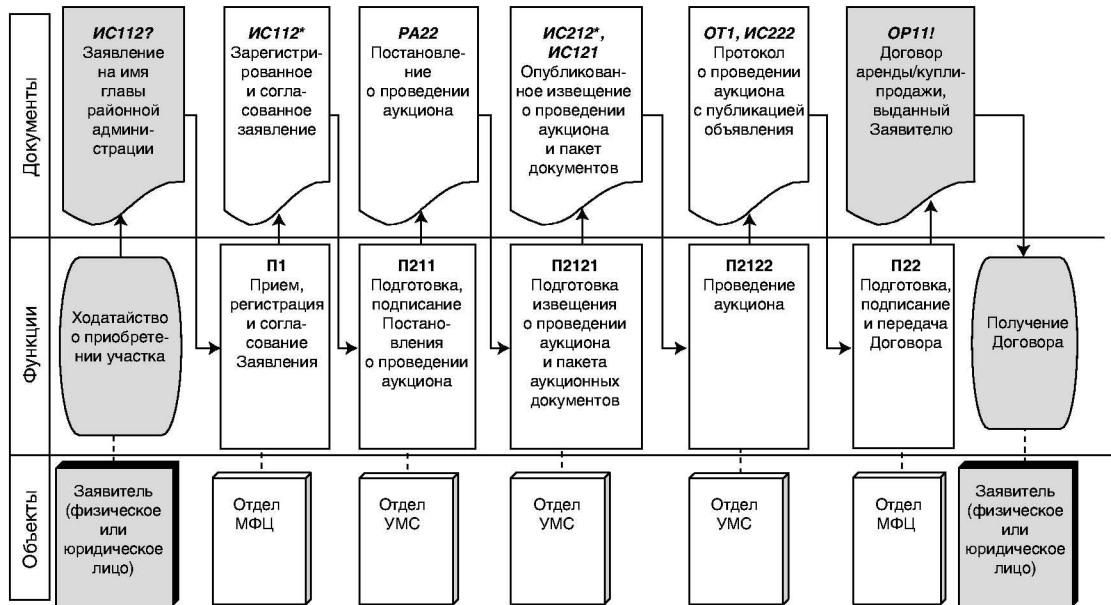 Документы
ИС112?
Заявление
на имя
главы
районной
админи-
страции
ИС112*
Зарегистри-
рованное
и согла-
сованное
заявление
РА22
Постановле-
ние
о проведении
аукциона
ИС212*,
ИС121
Опубликован-
ное извещение
о проведении
аукциона
и пакет
документов
ОТ1, ИС222
Протокол
о проведении
аукциона
с публикацией
объявления
ОР11!
Договор
аренды/купли-
продажи,
выданный
Заявителю
Функции
Ходатайство
о приобрете-
нии участка
П1
Прием,
регистрация
и согла-
сование
Заявления
П211
Подготовка,
подписание
Постано-
вления
о проведении
аукциона
П2121
Подготовка
извещения
о проведении
аукциона
и пакета
аукционных
документов
П2122
Проведение
аукциона
П22
Подготовка,
подписание
и передача
Договора
Получение
Договора
Объекты
Заявитель
(физическое
или
юридическое
лицо)
Отдел
МФЦ
Отдел
УМС
Отдел
УМС
Отдел
УМС
Отдел
МФЦ
Заявитель
(физическое
или
юридическое
лицо)